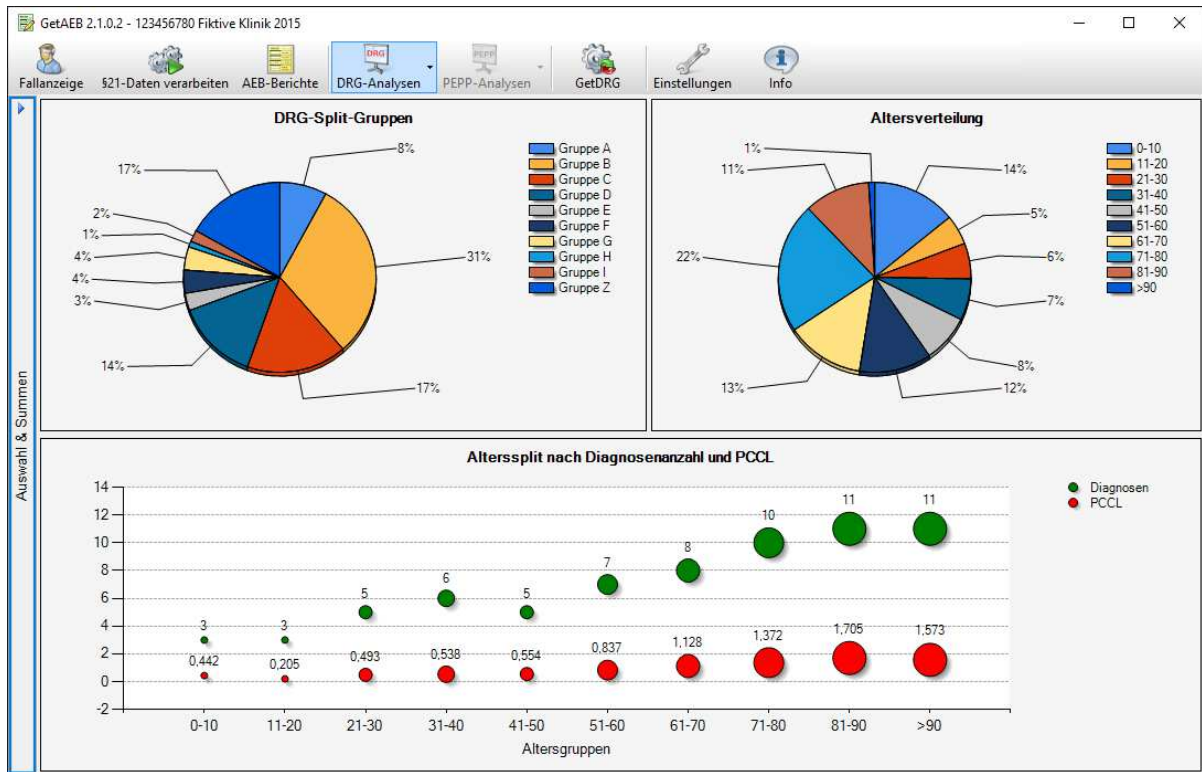 GetAEB 2.1.0.2 - 123456780 Fiktive Klinik 2015
Fallanzeige
§21-Daten verarbeiten
AEB-Berichte
DRG
DRG-Analysen
PEPP
PEPP-Analysen
GetDRG
Einstellungen
Info
Auswahl & Summen
DRG-Split-Gruppen
8%
31%
17%
14%
3%
4%
4%
1%
2%
17%
Gruppe A
Gruppe B
Gruppe C
Gruppe D
Gruppe E
Gruppe F
Gruppe G
Gruppe H
Gruppe I
Gruppe Z
Altersverteilung
14%
5%
6%
7%
8%
12%
13%
22%
11%
1%
0-10
11-20
21-30
31-40
41-50
51-60
61-70
71-80
81-90
>90
Alterssplit nach Diagnosenanzahl und PCCL
14
12
10
8
6
4
2
0
-2
3 3 5 6 5 7 8 10 11 11
0,442 0,205 0,493 0,538 0,554 0,837 1,128 1,372 1,705 1,573
0-10 11-20 21-30 31-40 41-50 51-60 61-70 71-80 81-90 >90
Altersgruppen
Diagnosen
PCCL